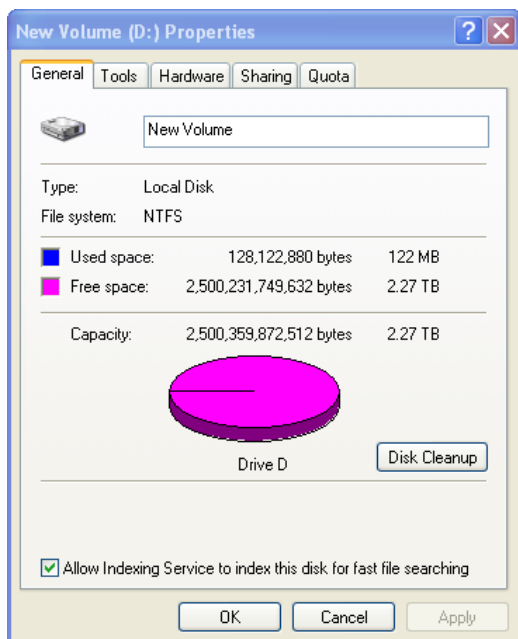 New Volume (D:) Properties
General Tools Hardware Sharing Quota
New Volume
Type: Local Disk
File system: NTFS
Used space: 128,122,880 bytes 122 MB
Free space: 2,500,231,749,632 bytes 2.27 TB
Capacity: 2,500,359,872,512 bytes 2.27 TB
Drive D
Disk Cleanup
Allow Indexing Service to index this disk for fast file searching
OK Cancel Apply